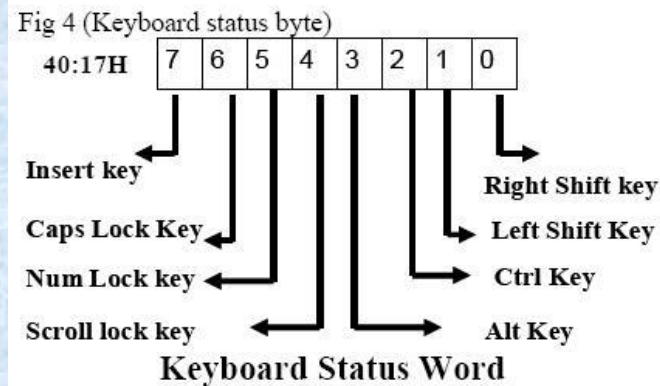 Fig 4 (Keyboard status byte)
40:17H 7 6 5 4 3 2 1 0
Insert key
Right Shift key
Caps Lock Key
Left Shift Key
Num Lock key
Ctrl Key
Scroll lock key
Alt Key
Keyboard Status Word